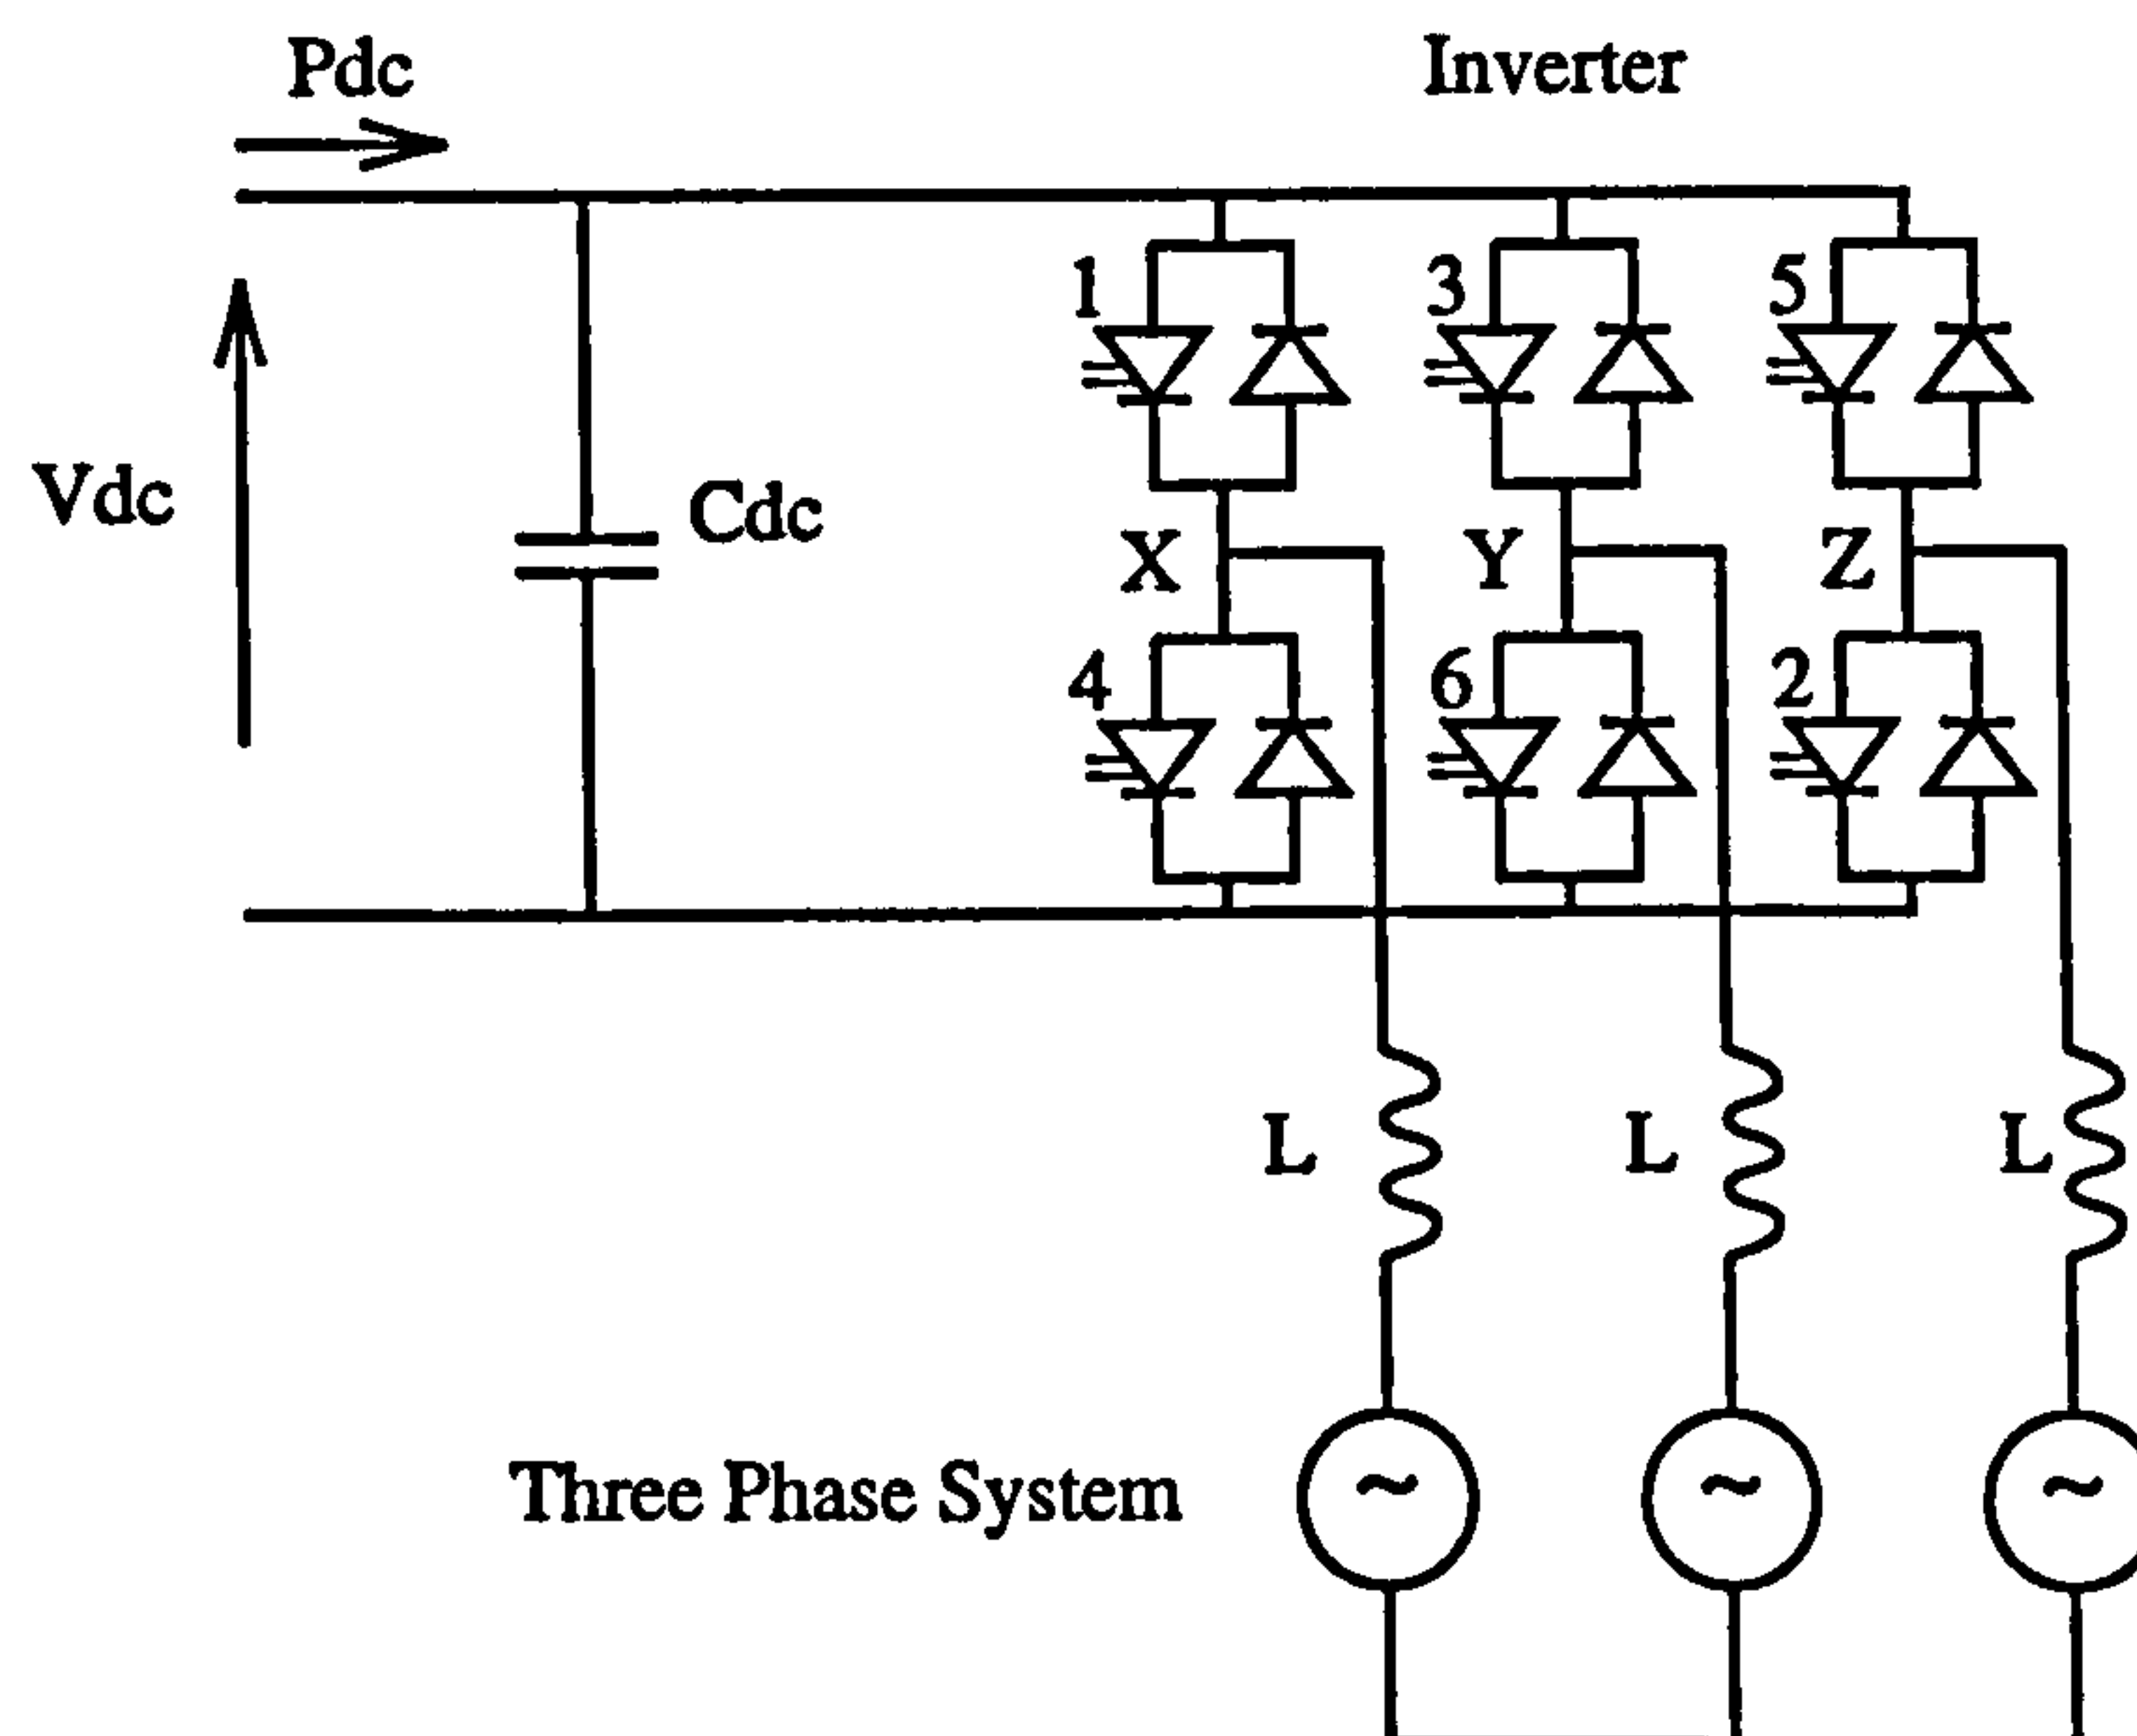 Pdc
Inverter
1
3
5
Vdc
Cdc
X
Y
Z
4
6
2
L
L
L
~
~
~
Three Phase System